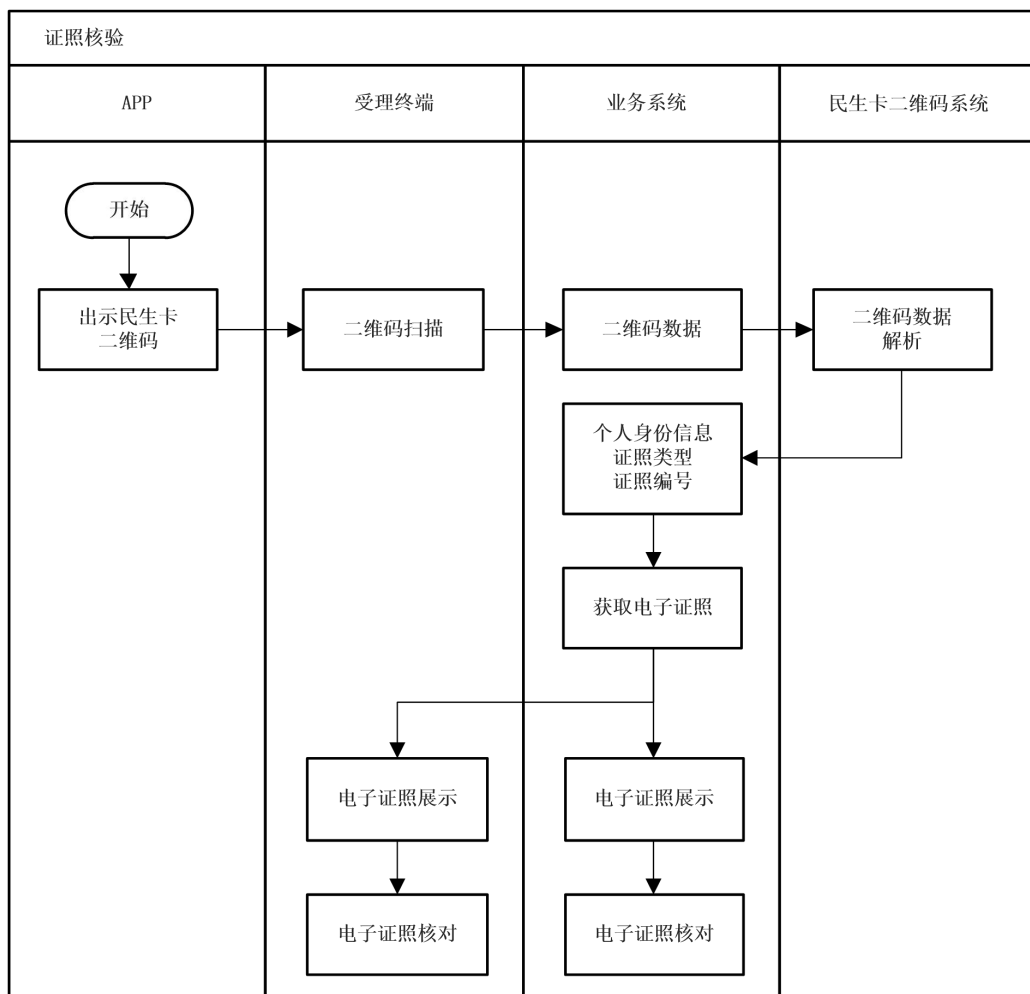 证照核验
APP
受理终端
业务系统
民生卡二维码系统
开始
出示民生卡
二维码
二维码扫描
二维码数据
二维码数据
解析
个人身份信息
证照类型
证照编号
获取电子证照
电子证照展示
电子证照展示
电子证照核对
电子证照核对